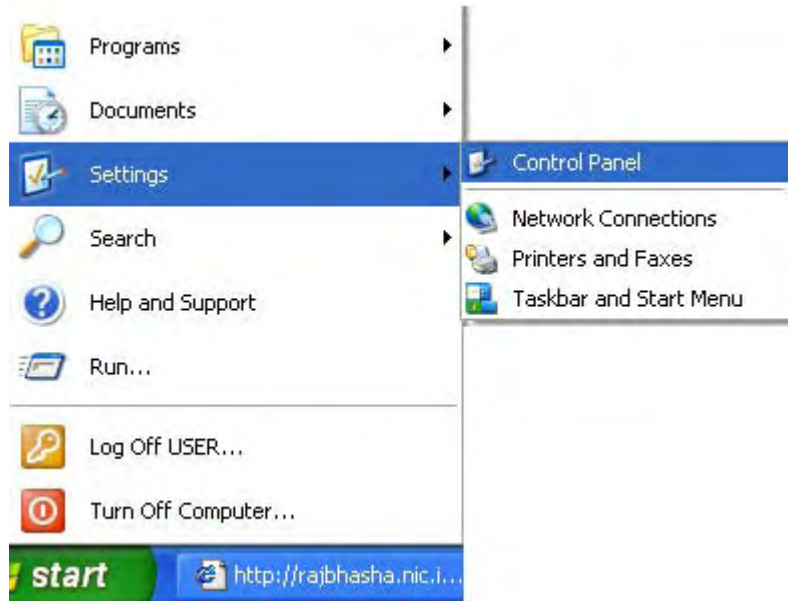 Programs
Documents
Settings
Control Panel
Network Connections
Printers and Faxes
Taskbar and Start Menu
Search
Help and Support
Run...
Log Off USER...
Turn Off Computer...
start
http://rajbhasha.nic.i...